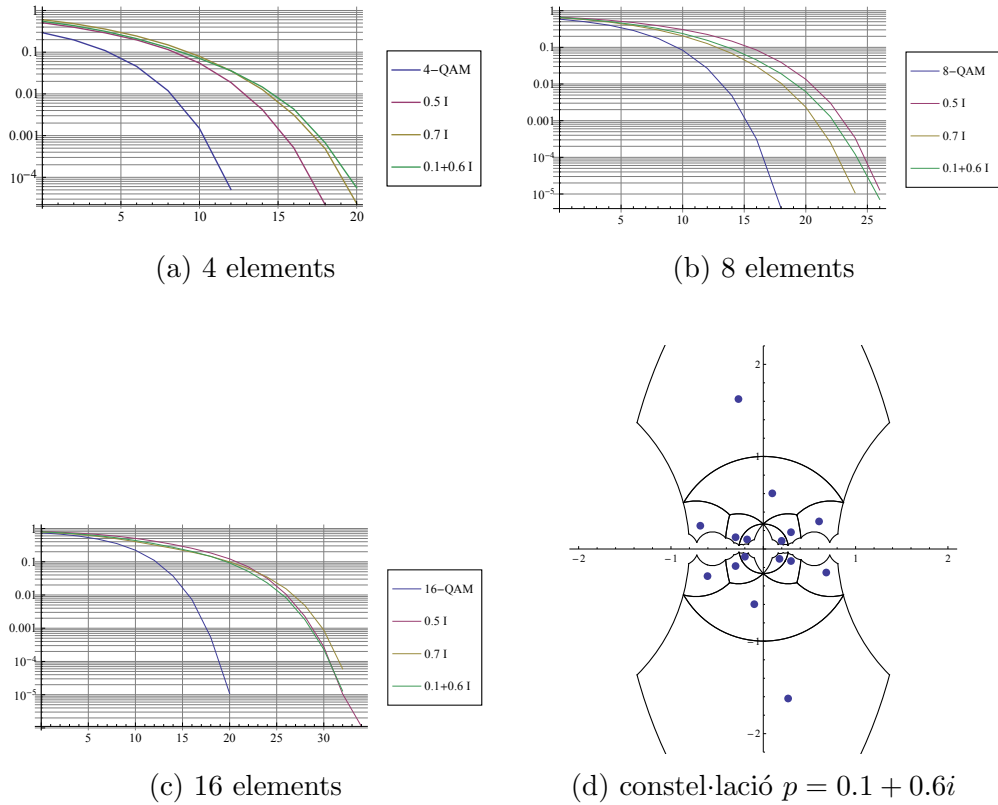 1
0.1
0.01
0.001
10⁻⁴
5 10 15 20
4-QAM
0.5 I
0.7 I
0.1+0.6 I
(a) 4 elements
1
0.1
0.01
0.001
10⁻⁴
10⁻⁵
5 10 15 20 25
8-QAM
0.5 I
0.7 I
0.1+0.6 I
(b) 8 elements
1
0.1
0.01
0.001
10⁻⁴
10⁻⁵
5 10 15 20 25 30
16-QAM
0.5 I
0.7 I
0.1+0.6 I
(c) 16 elements
2
1
-2 -1 1 2
-1
-2
(d) constel·lació p = 0.1 + 0.6i